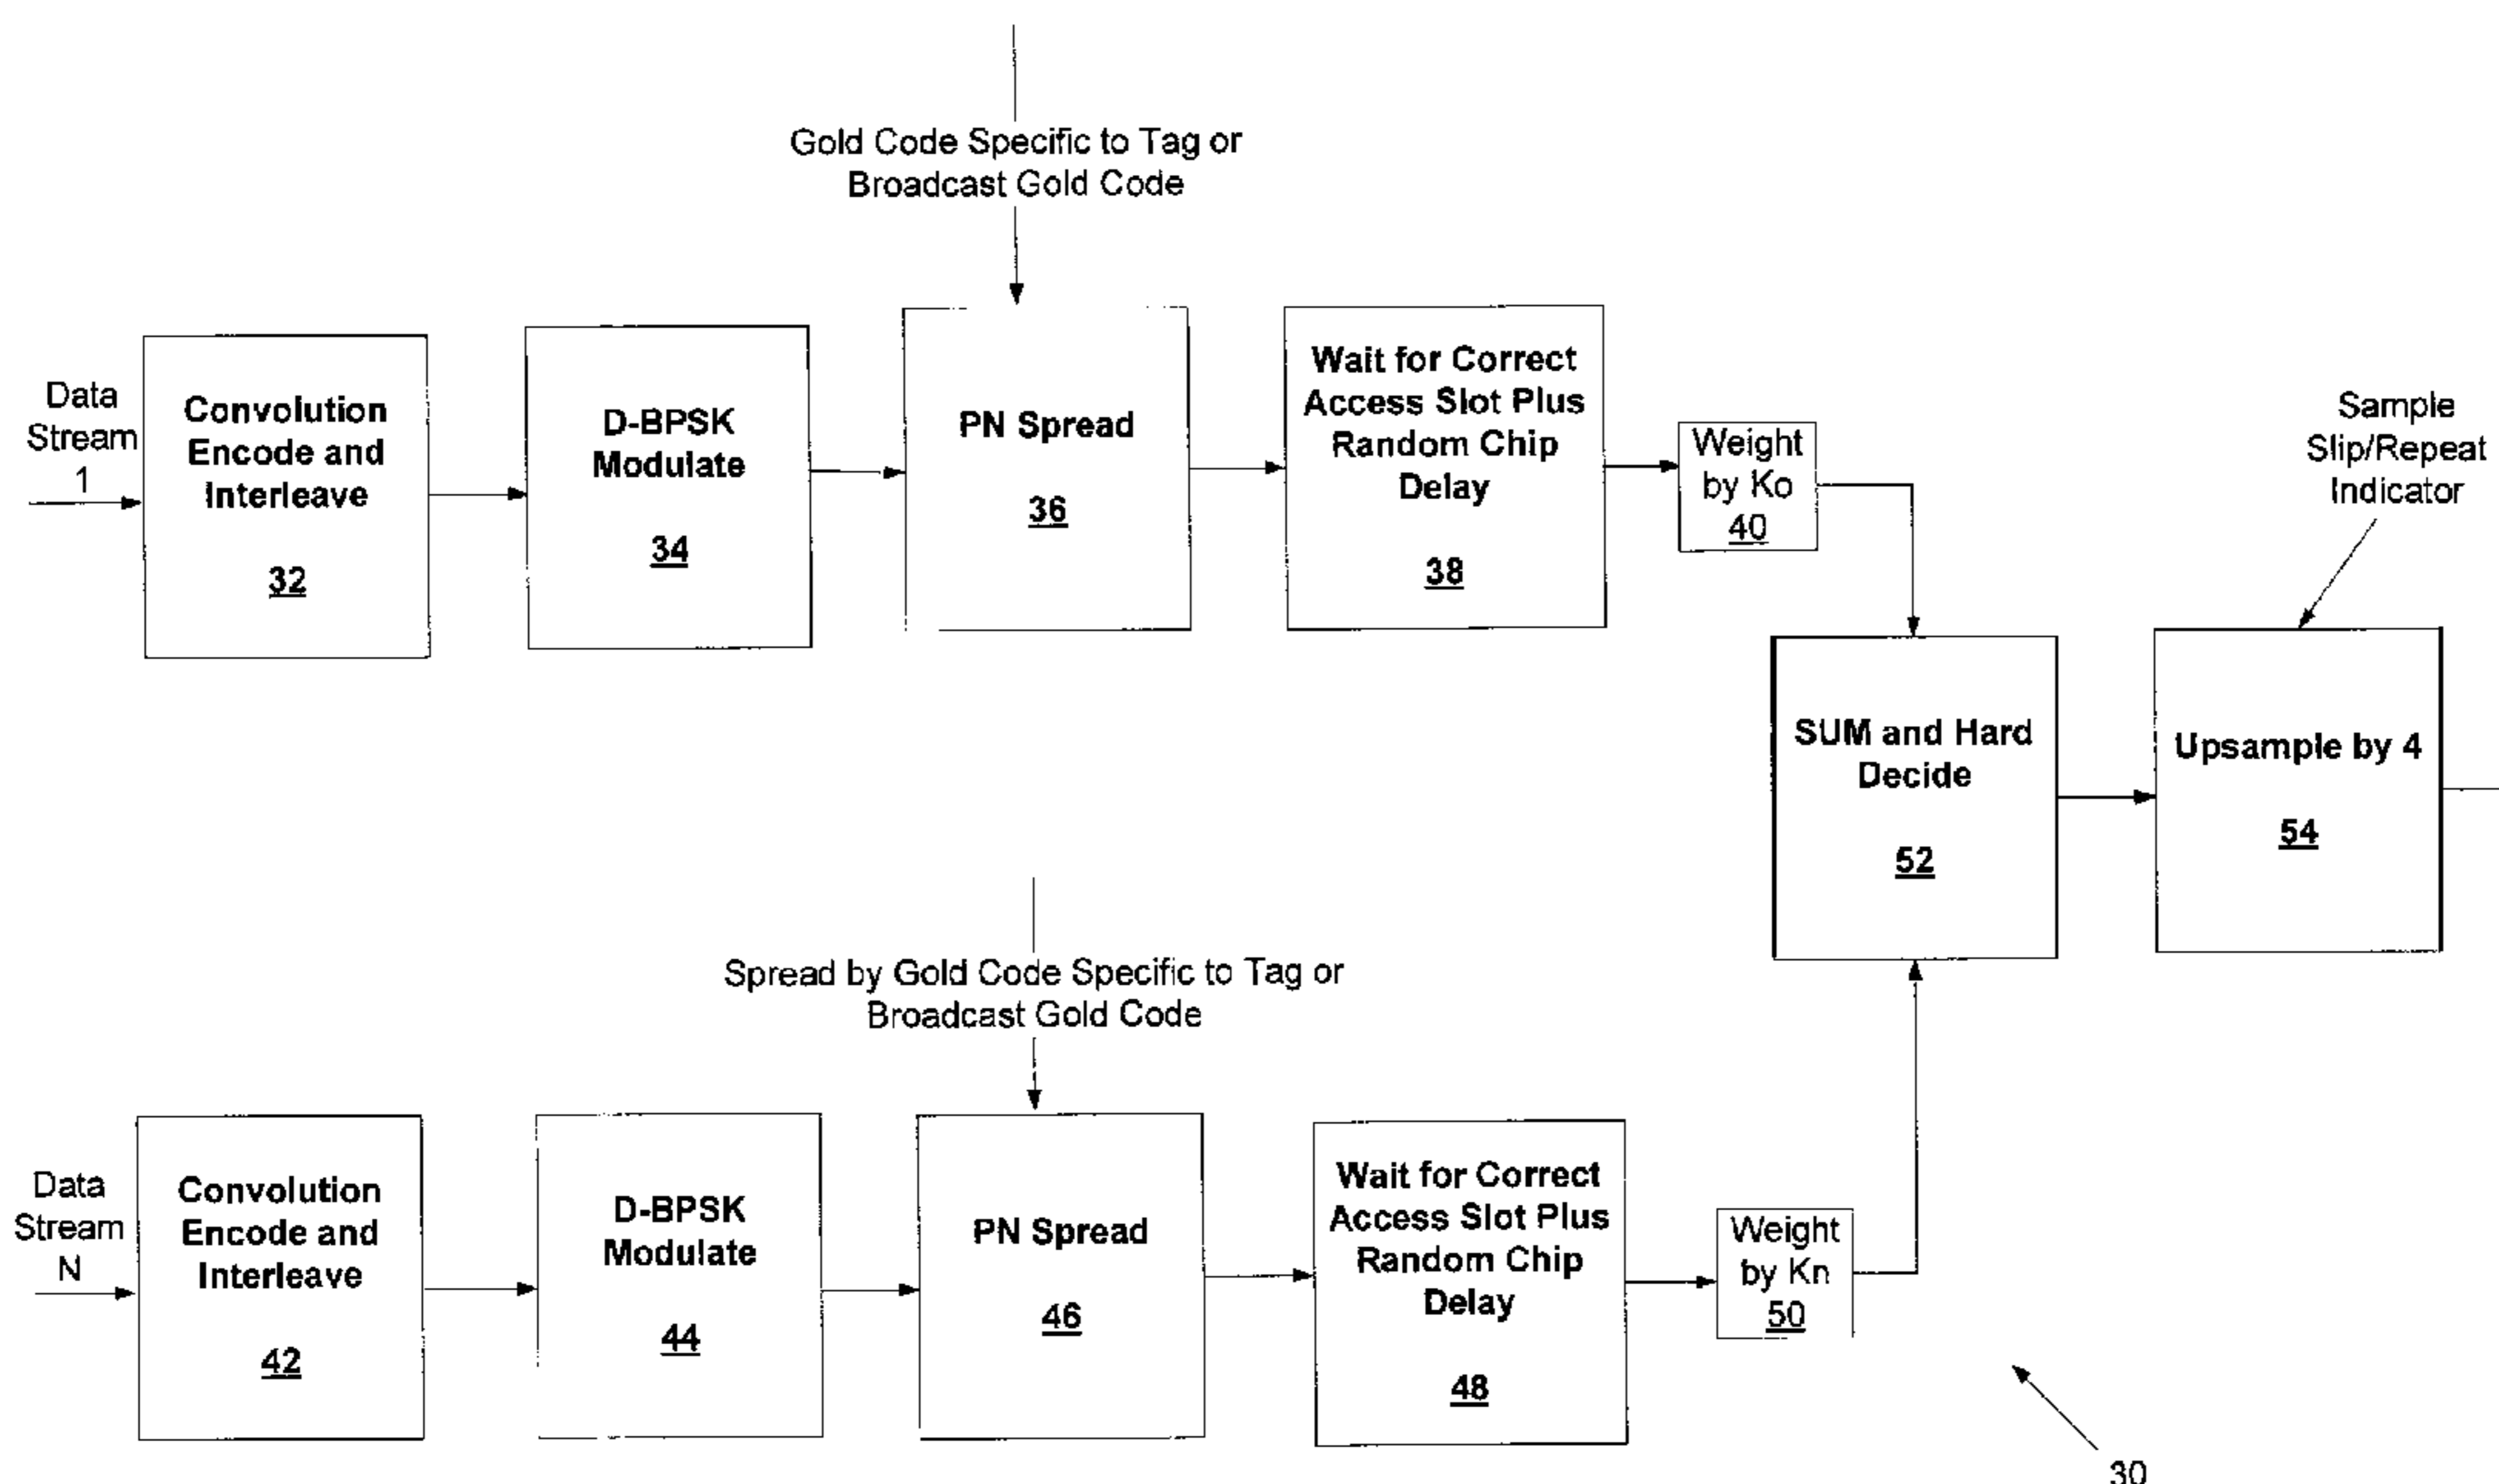 Gold Code Specific to Tag or
Broadcast Gold Code
Data
Stream
1
Convolution
Encode and
Interleave
32
D-BPSK
Modulate
34
PN Spread
36
Wait for Correct
Access Slot Plus
Random Chip
Delay
38
Weight
by Ko
40
Sample
Slip/Repeat
Indicator
SUM and Hard
Decide
52
Upsample by 4
54
Spread by Gold Code Specific to Tag or
Broadcast Gold Code
Data
Stream
N
Convolution
Encode and
Interleave
42
D-BPSK
Modulate
44
PN Spread
46
Wait for Correct
Access Slot Plus
Random Chip
Delay
48
Weight
by Kn
50
30